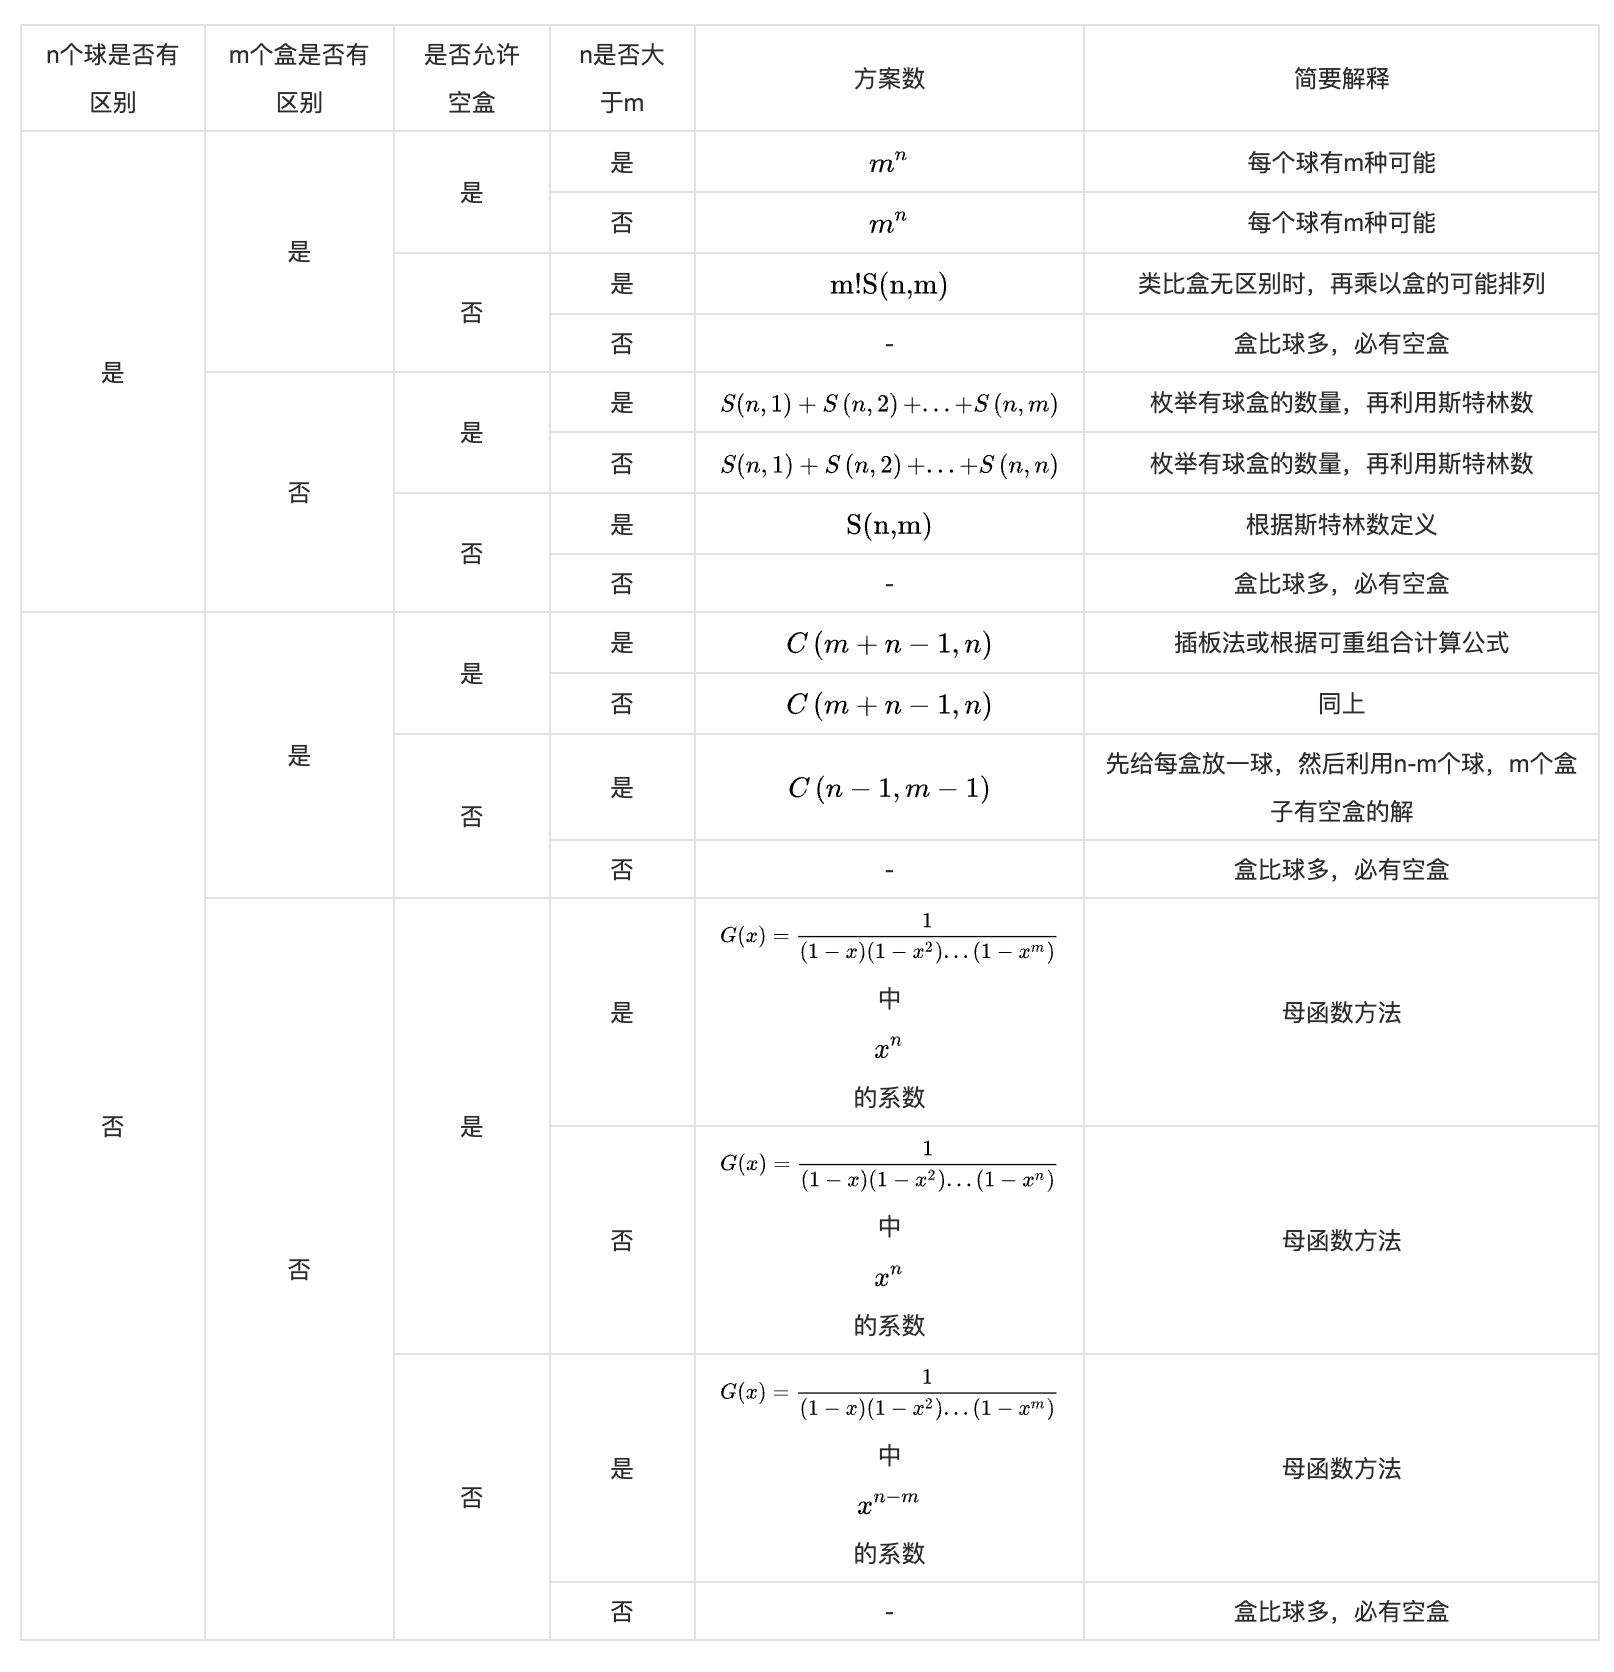 n个球是否有
区别
m个盒是否有
区别
是否允许
空盒
n是否大
于m
方案数
简要解释
是
是
是
是
m^n
每个球有m种可能
否
m^n
每个球有m种可能
否
是
m!S(n,m)
类比盒无区别时，再乘以盒的可能排列
否
-
盒比球多，必有空盒
否
是
是
S(n,1)+S(n,2)+...+S(n,m)
枚举有球盒的数量，再利用斯特林数
否
S(n,1)+S(n,2)+...+S(n,n)
枚举有球盒的数量，再利用斯特林数
否
是
S(n,m)
根据斯特林数定义
否
-
盒比球多，必有空盒
否
是
是
是
C(m+n−1,n)
插板法或根据可重组合计算公式
否
C(m+n−1,n)
同上
否
是
C(n−1,m−1)
先给每盒放一球，然后利用n-m个球，m个盒
子有空盒的解
否
-
盒比球多，必有空盒
否
是
是
G(x)=1/((1−x)(1−x^2)...(1−x^m))
中
x^n
的系数
母函数方法
否
G(x)=1/((1−x)(1−x^2)...(1−x^n))
中
x^n
的系数
母函数方法
否
是
G(x)=1/((1−x)(1−x^2)...(1−x^m))
中
x^{n−m}
的系数
母函数方法
否
-
盒比球多，必有空盒